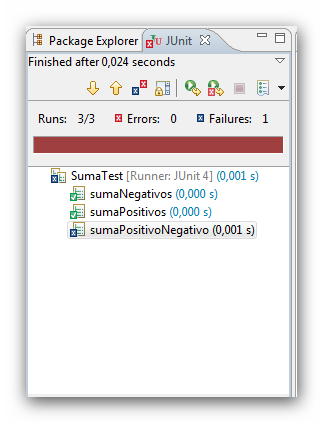 Package Explorer JUnit
Finished after 0,024 seconds
Runs: 3/3 Errors: 0 Failures: 1
SumaTest [Runner: JUnit 4] (0,001 s)
sumaNegativos (0,000 s)
sumaPositivos (0,000 s)
sumaPositivoNegativo (0,001 s)